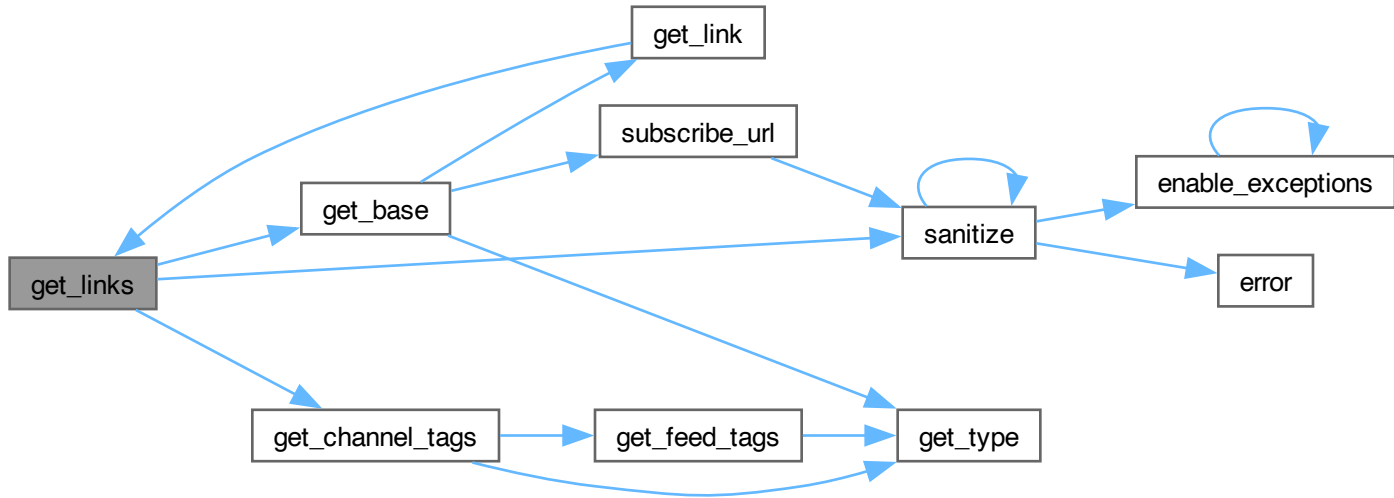 get_link
subscribe_url
enable_exceptions
get_base
sanitize
get_links
error
get_channel_tags
get_feed_tags
get_type